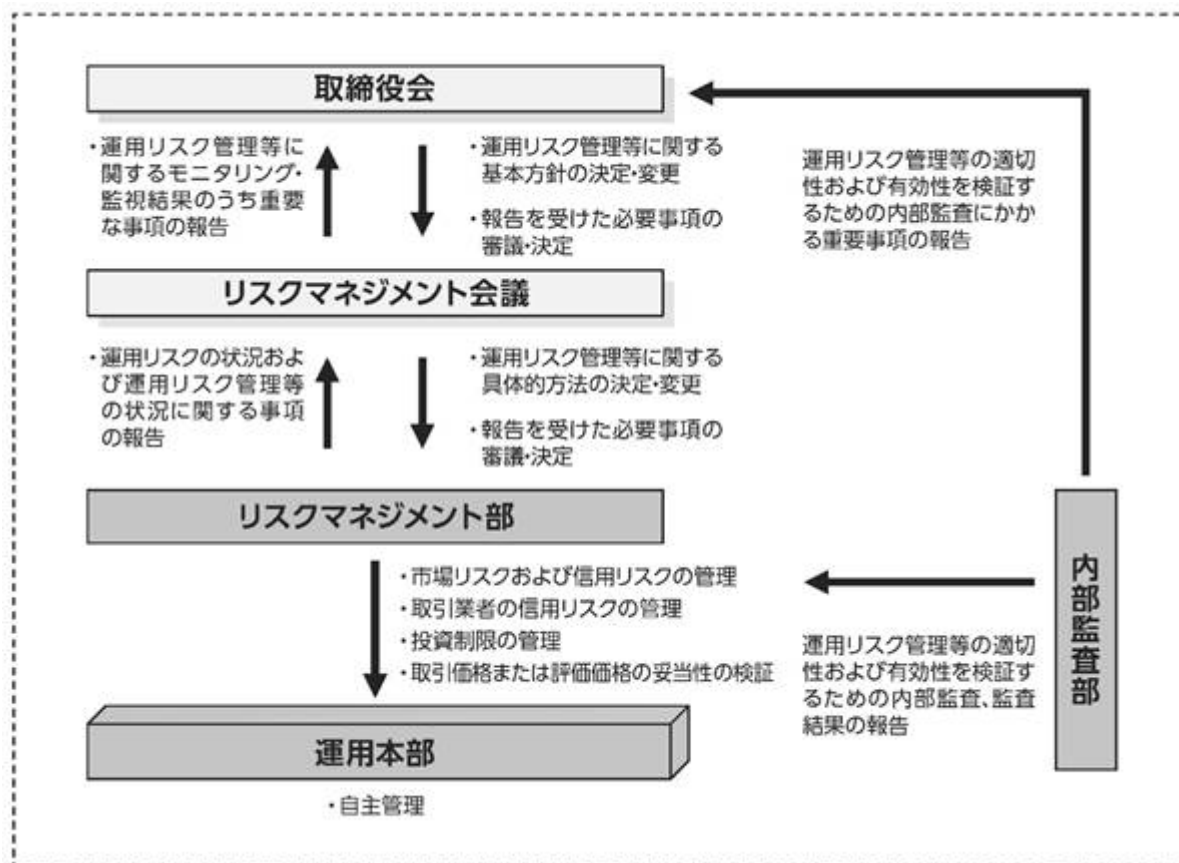 取締役会
・運用リスク管理等に
関するモニタリング・
監視結果のうち重要
な事項の報告
・運用リスク管理等に関する
基本方針の決定・変更
・報告を受けた必要事項の
審議・決定
運用リスク管理等の適切
性および有効性を検証す
るための内部監査にかか
る重要事項の報告
リスクマネジメント会議
・運用リスクの状況およ
び運用リスク管理等
の状況に関する事項
の報告
・運用リスク管理等に関する
具体的方法の決定・変更
・報告を受けた必要事項の
審議・決定
リスクマネジメント部
・市場リスクおよび信用リスクの管理
・取引業者の信用リスクの管理
・投資制限の管理
・取引価格または評価価格の妥当性の検証
運用リスク管理等の適切
性および有効性を検証す
るための内部監査、監査
結果の報告
内部監査部
運用本部
・自主管理